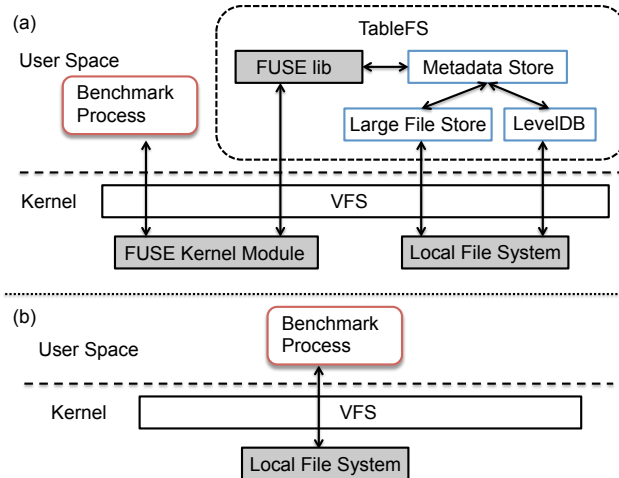 (a)
TableFS
User Space
FUSE lib
Metadata Store
Benchmark
Process
Large File Store
LevelDB
Kernel
VFS
FUSE Kernel Module
Local File System
(b)
Benchmark
Process
User Space
Kernel
VFS
Local File System